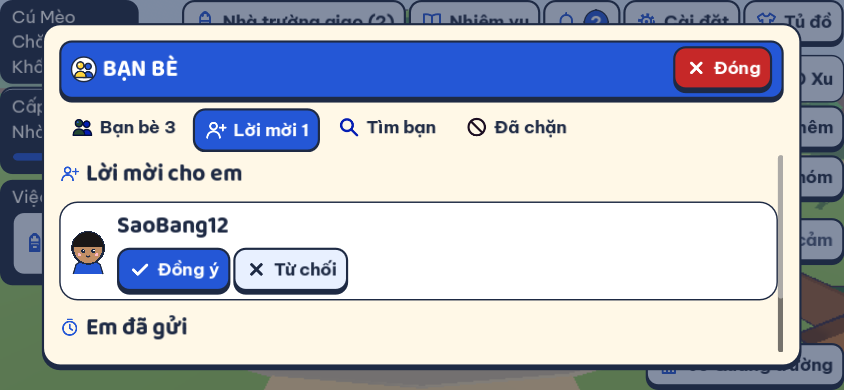 Cú Mèo
Nhà trường giao (2)
Nhiệm vụ
2
Cài đặt
Tủ đồ
BẠN BÈ
Đóng
Xu
Bạn bè 3
Lời mời 1
Tìm bạn
Đã chặn
Lời mời cho em
SaoBang12
Đồng ý
Từ chối
Em đã gửi